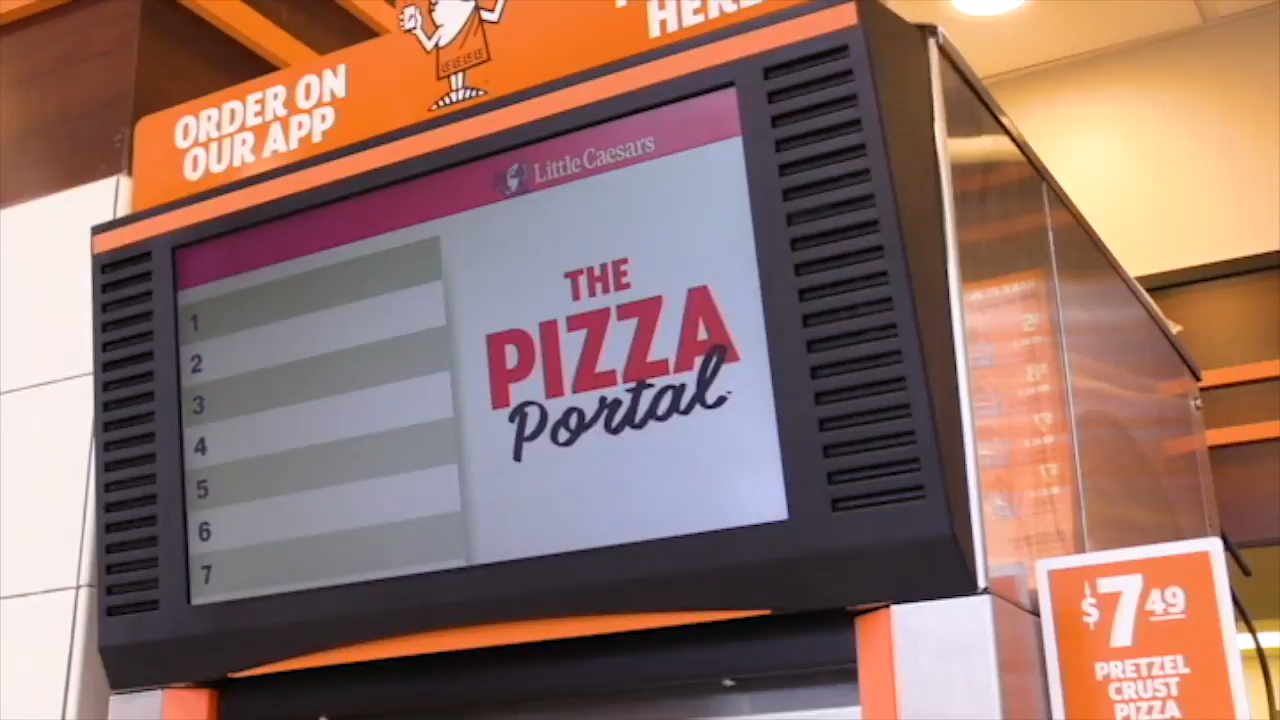 ORDER ON
OUR APP
HERE
Little Caesars
THE
PIZZA
Portal
1
2
3
4
5
6
7
$7 49
PRETZEL
CRUST
PIZZA